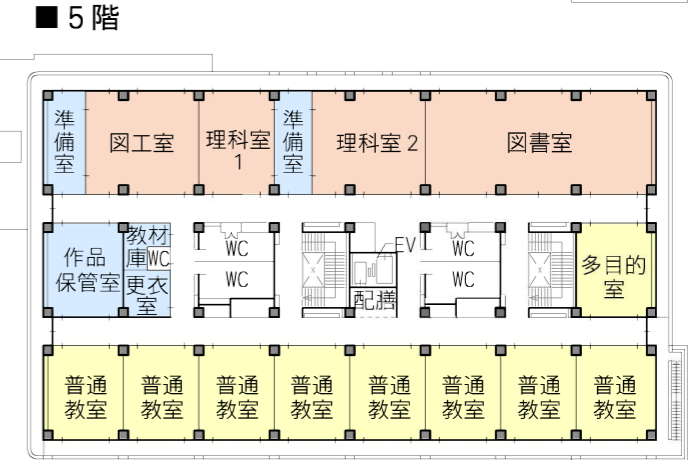 ■ 5 階
準備室
図工室
理科室
1
準備室
理科室 2
図書室
作品
保管室
教材
庫
WC
更衣
室
WC
WC
EV
配膳
WC
WC
多目的
室
普通
教室
普通
教室
普通
教室
普通
教室
普通
教室
普通
教室
普通
教室
普通
教室